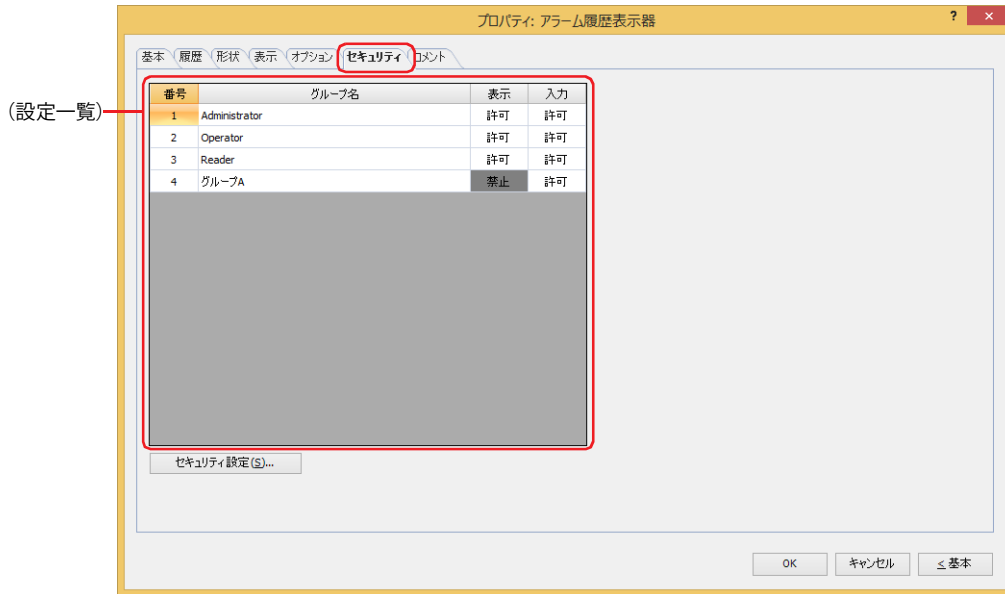 プロパティ: アラーム履歴表示器
? ×
基本 履歴 形状 表示 オプション セキュリティ コメント
(設定一覧)
番号 グループ名 表示 入力
1 Administrator 許可 許可
2 Operator 許可 許可
3 Reader 許可 許可
4 グループA 禁止 許可
セキュリティ設定(S)...
OK キャンセル <基本